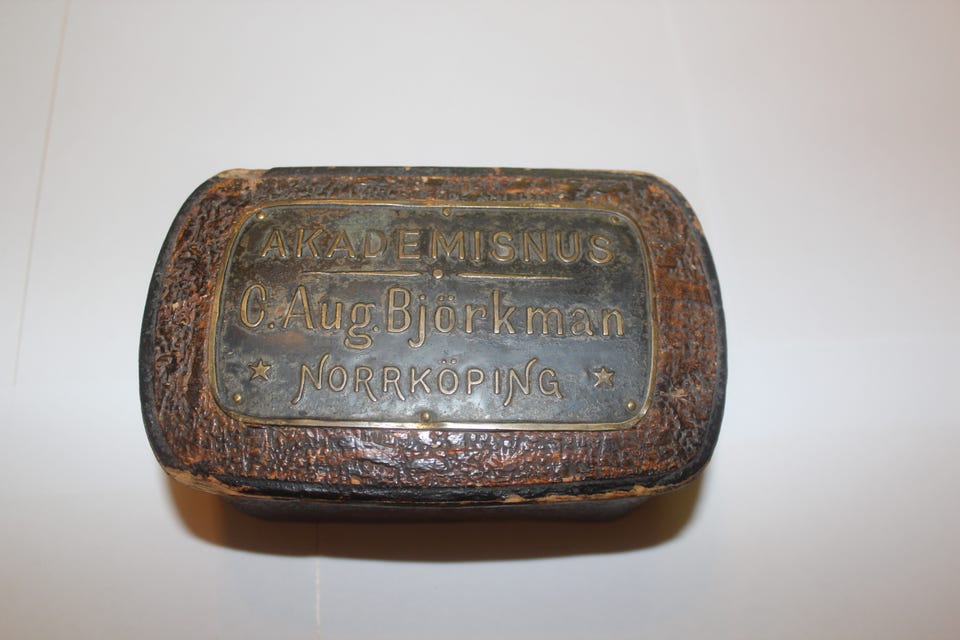 AKADEMISNUS
C. Aug. Björkman
NORRKÖPING